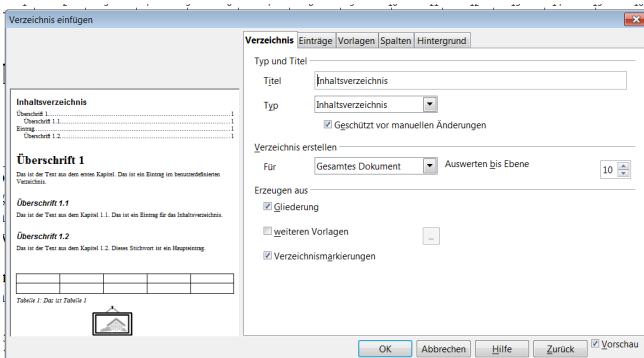 Verzeichnis einfügen
Verzeichnis Einträge Vorlagen Spalten Hintergrund
Typ und Titel
Titel Inhaltsverzeichnis
Typ Inhaltsverzeichnis
Geschützt vor manuellen Änderungen
Verzeichnis erstellen
Für Gesamtes Dokument Auswerten bis Ebene 10
Erzeugen aus
Gliederung
weiteren Vorlagen ...
Verzeichnismarkierungen
Inhaltsverzeichnis
Überschrift 1 1
Überschrift 1.1 1
Eintrag 1
Überschrift 1.2 1
Überschrift 1
Das ist der Text aus dem ersten Kapitel. Das ist ein Eintrag im benutzerdefinierten
Verzeichnis.
Überschrift 1.1
Das ist der Text aus dem Kapitel 1.1. Das ist ein Eintrag für das Inhaltsverzeichnis.
Überschrift 1.2
Das ist der Text aus dem Kapitel 1.2. Dieses Stichwort ist ein Haupteintrag.
Tabelle 1: Das ist Tabelle 1
OK Abbrechen Hilfe Zurück Vorschau